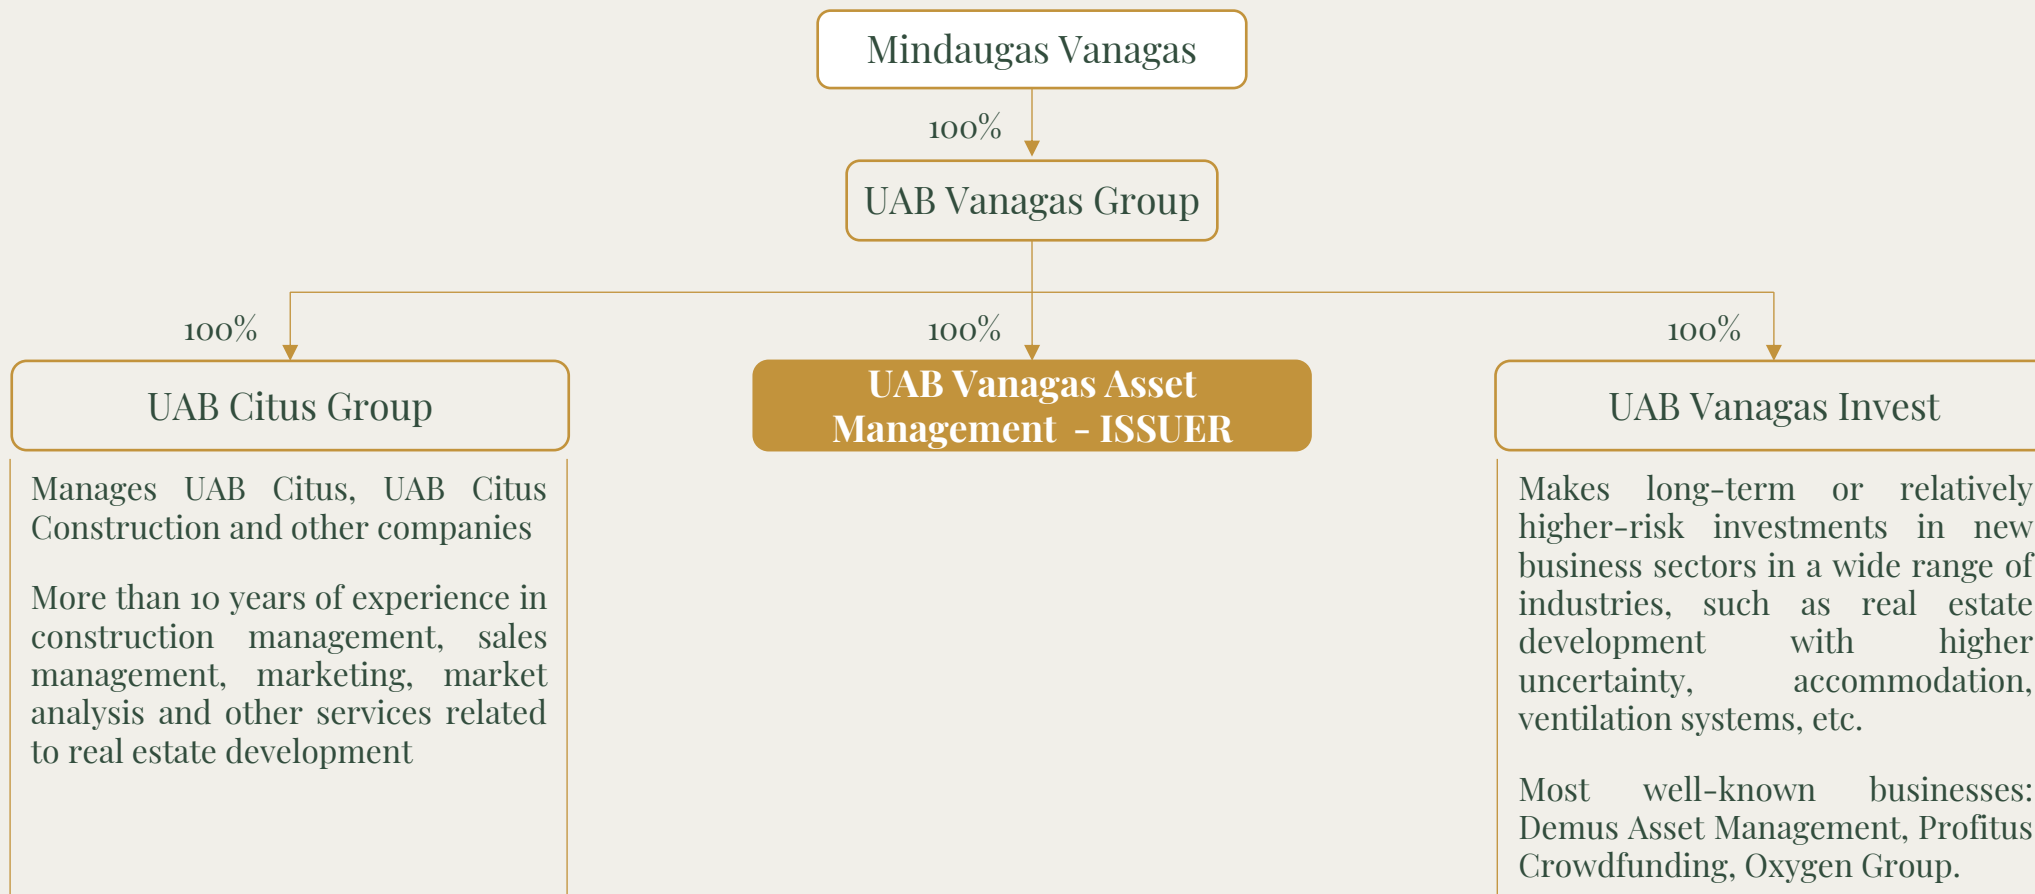 Mindaugas Vanagas
100%
UAB Vanagas Group
100%
100%
100%
UAB Citus Group
UAB Vanagas Asset
Management - ISSUER
UAB Vanagas Invest
Manages UAB Citus, UAB Citus
Construction and other companies
More than 10 years of experience in
construction management, sales
management, marketing, market
analysis and other services related
to real estate development
Makes long-term or relatively
higher-risk investments in new
business sectors in a wide range of
industries, such as real estate
development with higher
uncertainty, accommodation,
ventilation systems, etc.
Most well-known businesses:
Demus Asset Management, Profitus
Crowdfunding, Oxygen Group.